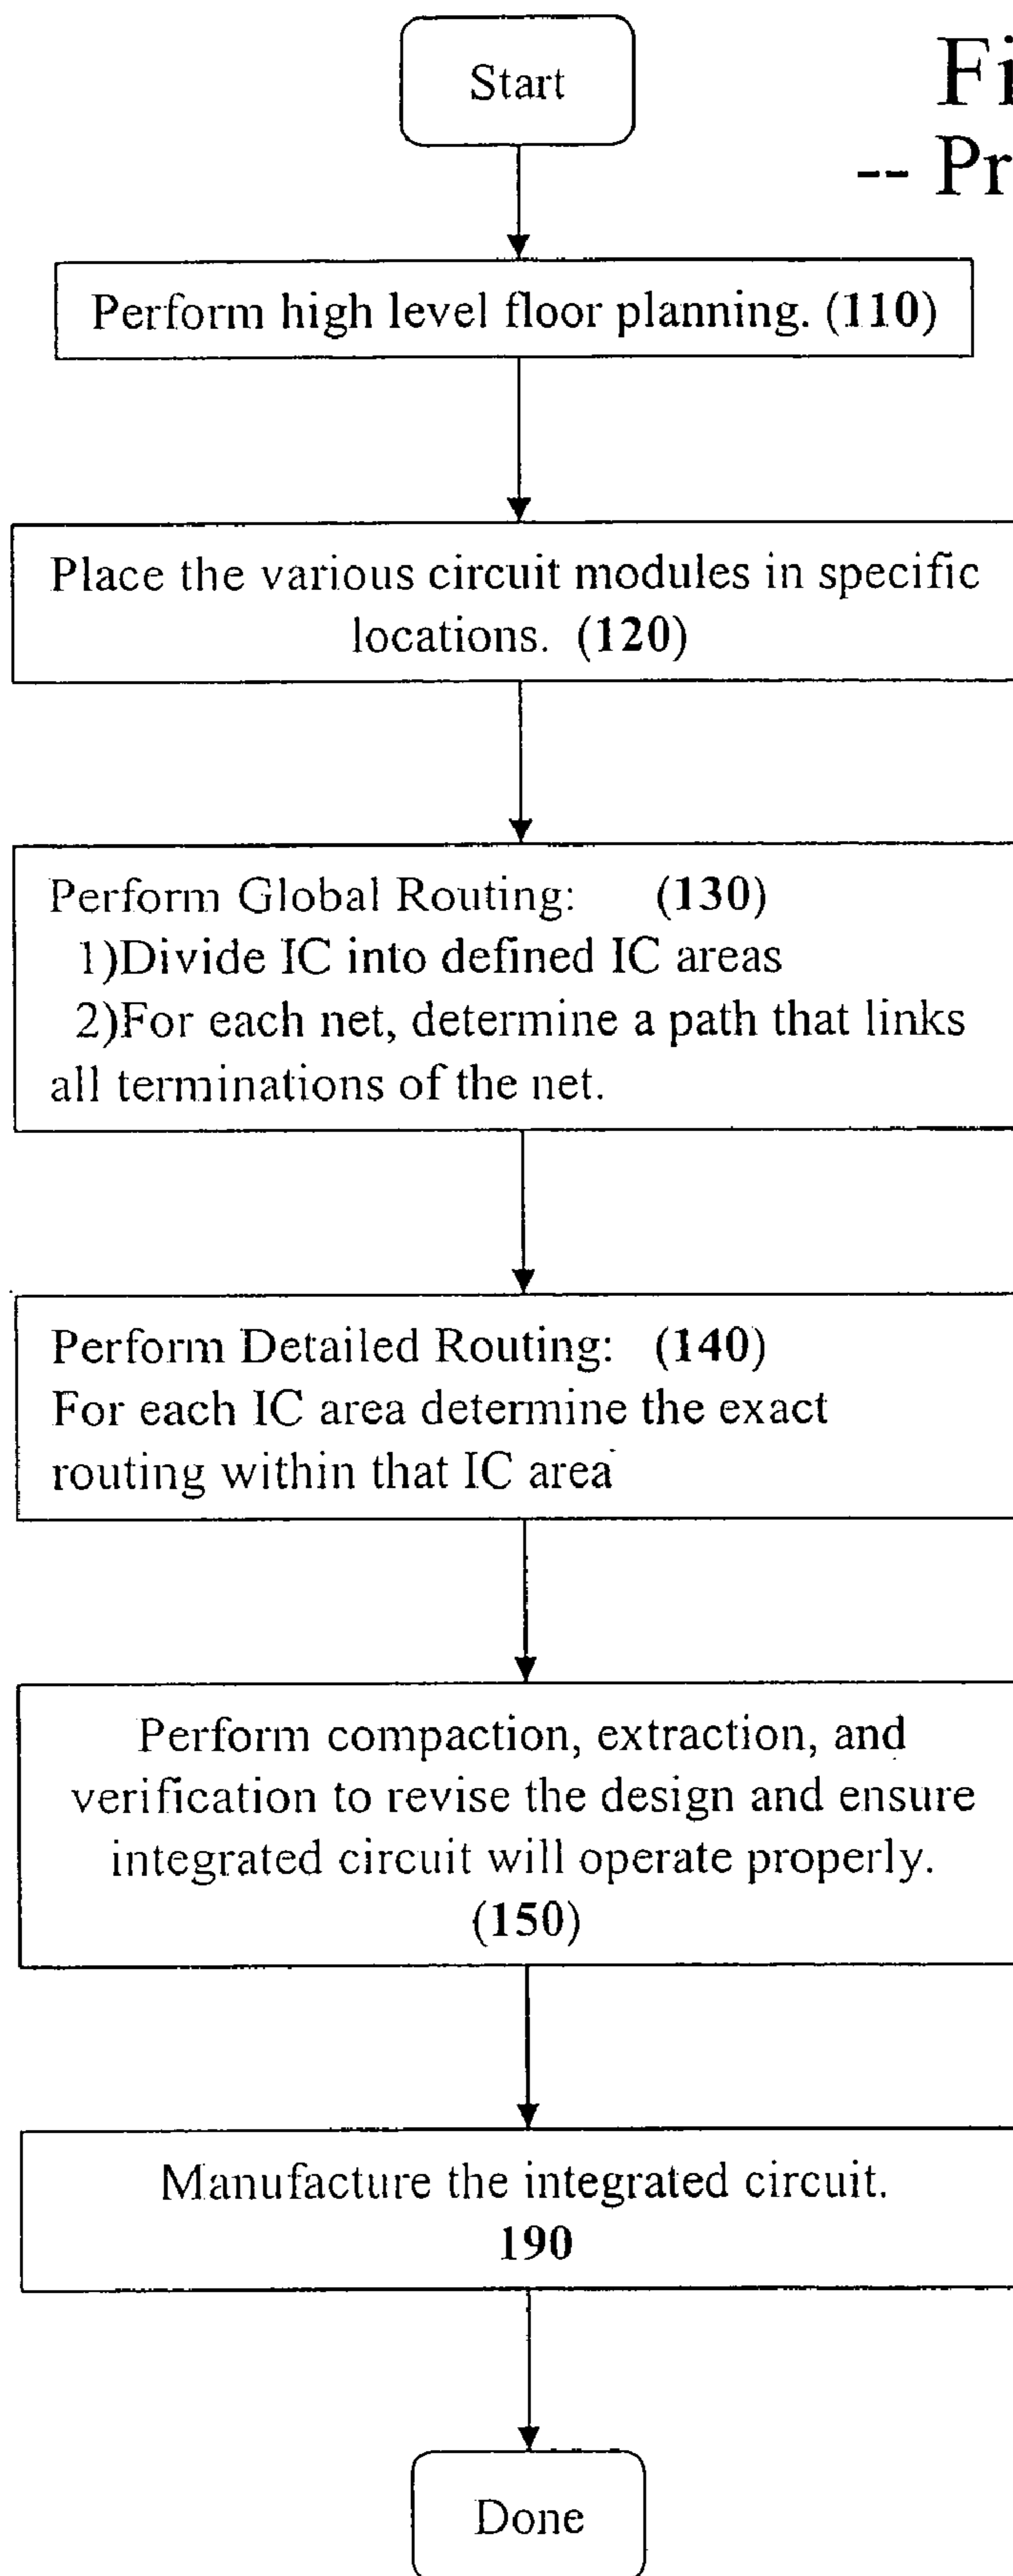 Start
Fi
-- Pr
Perform high level floor planning. (110)
Place the various circuit modules in specific
locations. (120)
Perform Global Routing: (130)
1)Divide IC into defined IC areas
2)For each net, determine a path that links
all terminations of the net.
Perform Detailed Routing: (140)
For each IC area determine the exact
routing within that IC area
Perform compaction, extraction, and
verification to revise the design and ensure
integrated circuit will operate properly.
(150)
Manufacture the integrated circuit.
190
Done